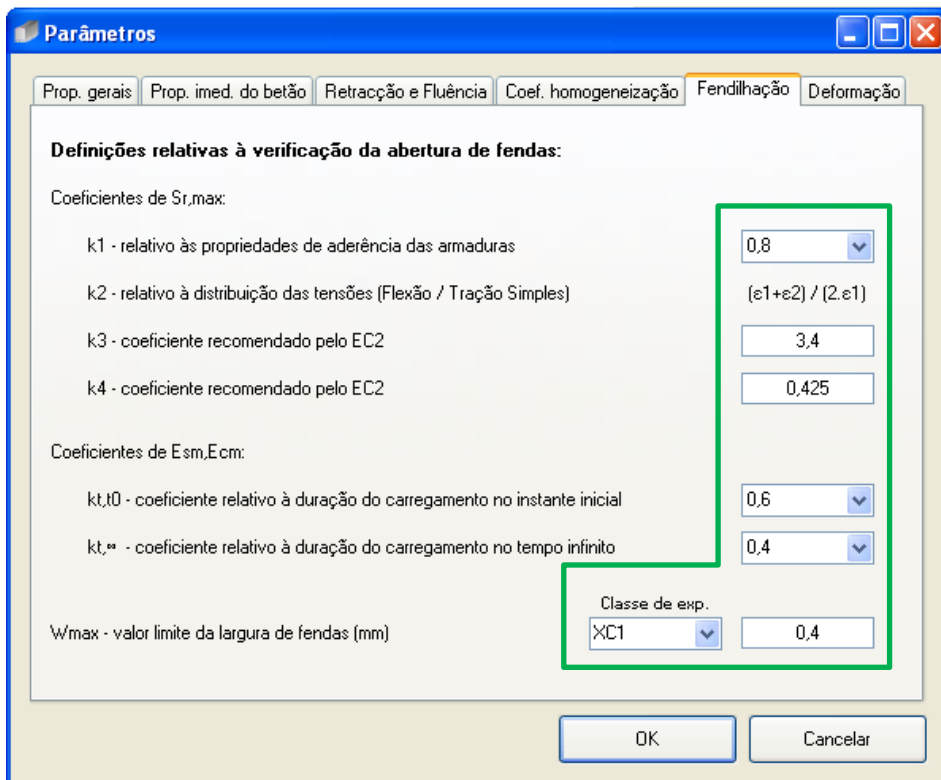 Parâmetros
Prop. gerais Prop. imed. do betão Retracção e Fluência Coef. homogeneização Fendilhação Deformação
Definições relativas à verificação da abertura de fendas:
Coeficientes de Sr,max:
k1 - relativo às propriedades de aderência das armaduras 0,8
k2 - relativo à distribuição das tensões (Flexão / Tração Simples) (ε1+ε2) / (2.ε1)
k3 - coeficiente recomendado pelo EC2 3,4
k4 - coeficiente recomendado pelo EC2 0,425
Coeficientes de Esm,Ecm:
kt,t0 - coeficiente relativo à duração do carregamento no instante inicial 0,6
kt,∞ - coeficiente relativo à duração do carregamento no tempo infinito 0,4
Classe de exp.
Wmax - valor limite da largura de fendas (mm) XC1 0,4
OK Cancelar